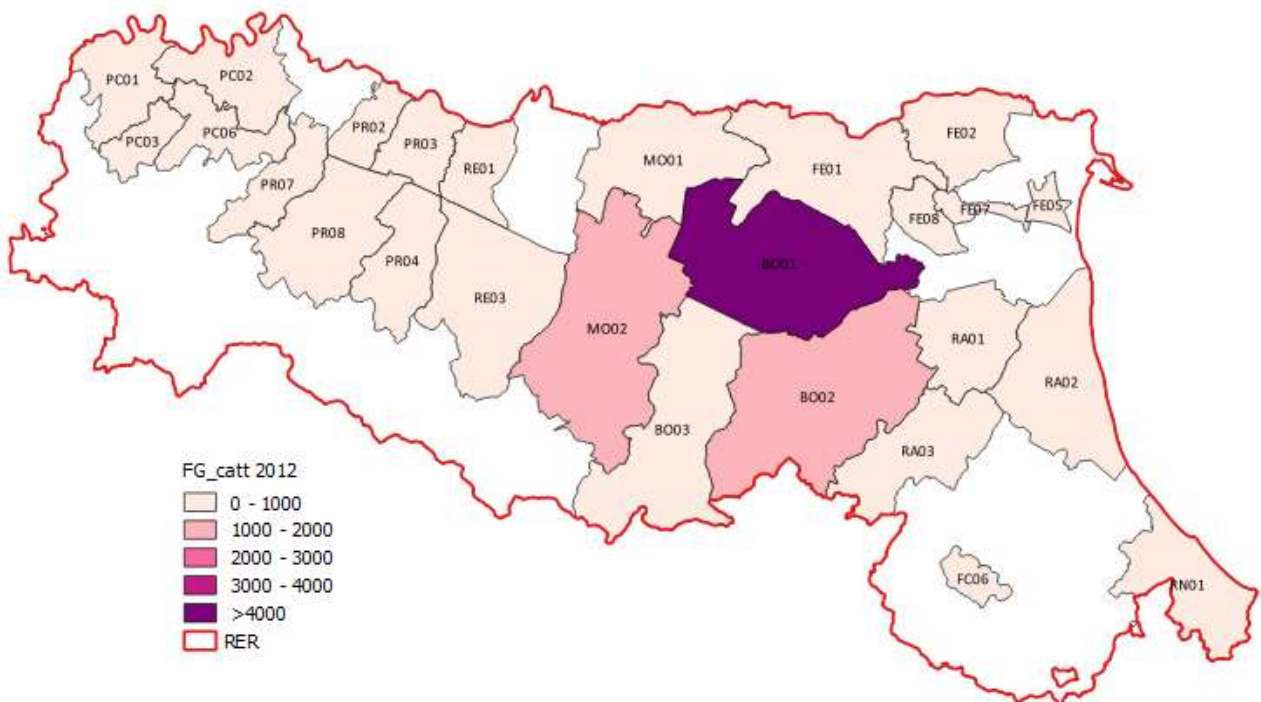 PC01
PC02
PC03
PC06
PR02
PR03
RE01
PR07
PR08
PR04
RE03
MO01
FE01
FE02
FE08
FE07
FE05
BO01
MO02
BO02
BO03
RA01
RA02
RA03
FC06
RN01
FG_catt 2012
0 - 1000
1000 - 2000
2000 - 3000
3000 - 4000
>4000
RER